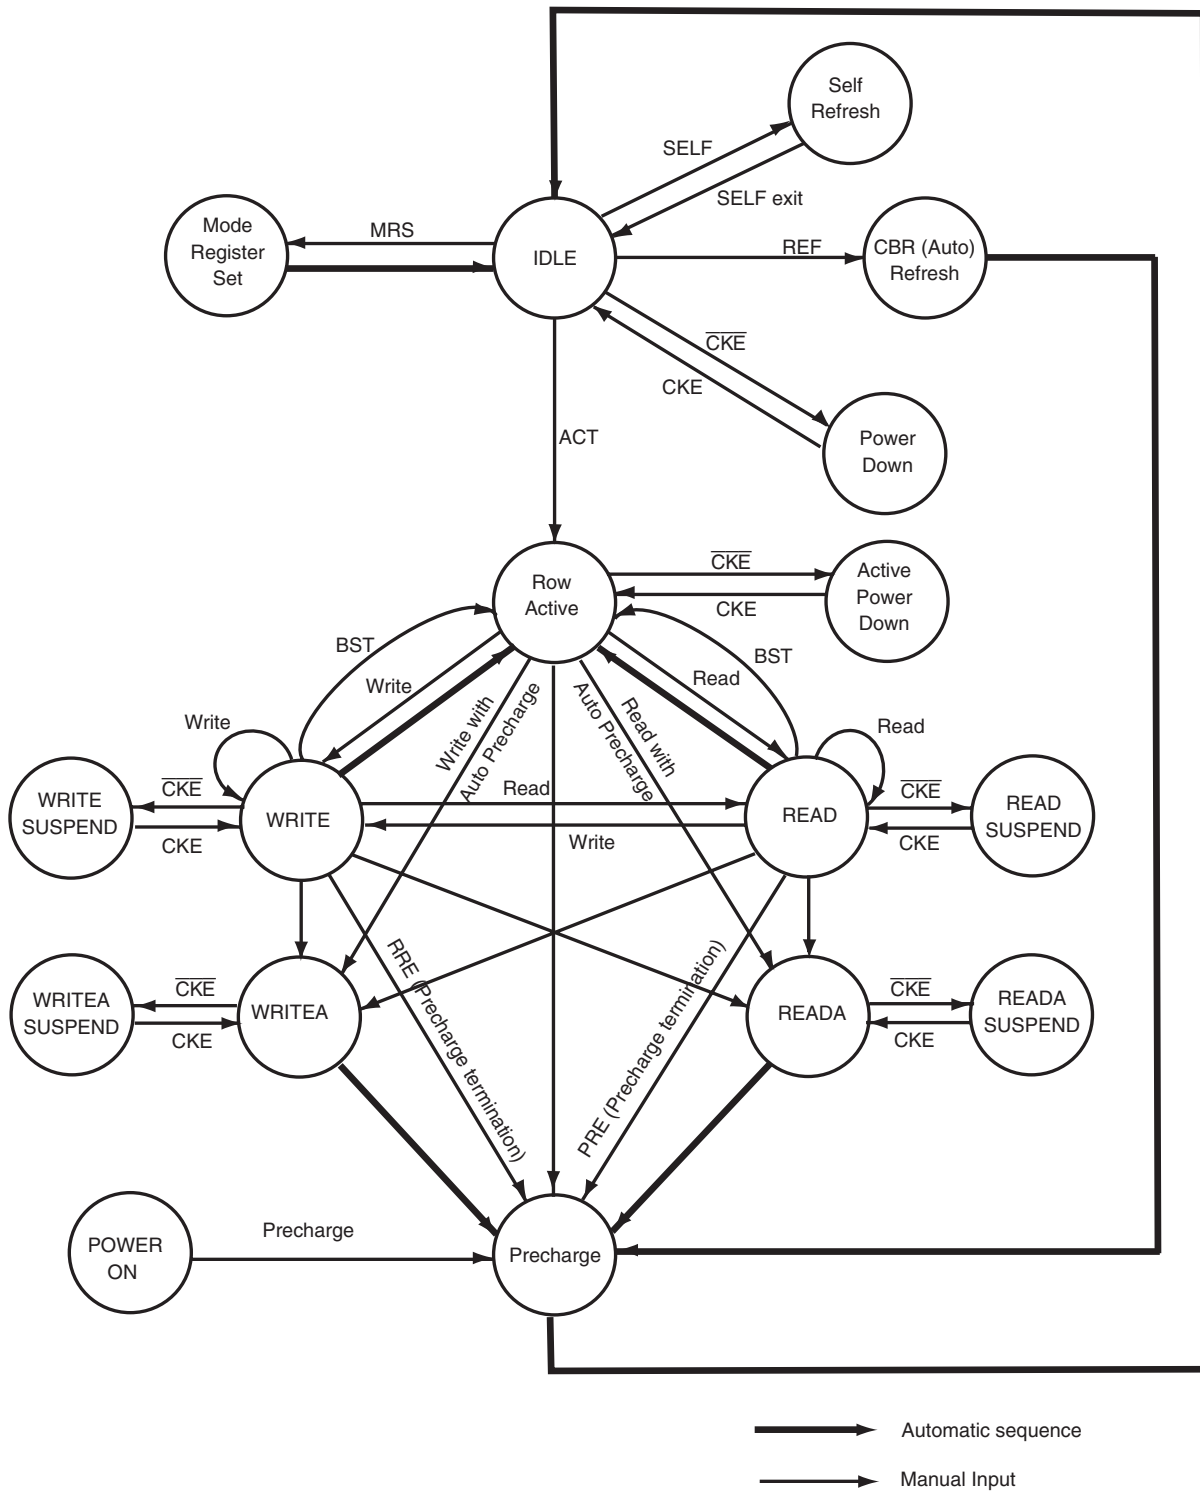 Self
Refresh
SELF
SELF exit
Mode
Register
Set
MRS
IDLE
REF
CBR (Auto)
Refresh
CKE
CKE
Power
Down
ACT
Row
Active
CKE
CKE
Active
Power
Down
BST
BST
Write
Read
Write with
Auto Precharge
Read with
Auto Precharge
Write
Read
WRITE
SUSPEND
CKE
CKE
WRITE
Read
Write
READ
CKE
CKE
READ
SUSPEND
RRE (Precharge termination)
PRE (Precharge termination)
WRITEA
SUSPEND
CKE
CKE
WRITEA
READA
CKE
CKE
READA
SUSPEND
POWER
ON
Precharge
Precharge
Automatic sequence
Manual Input